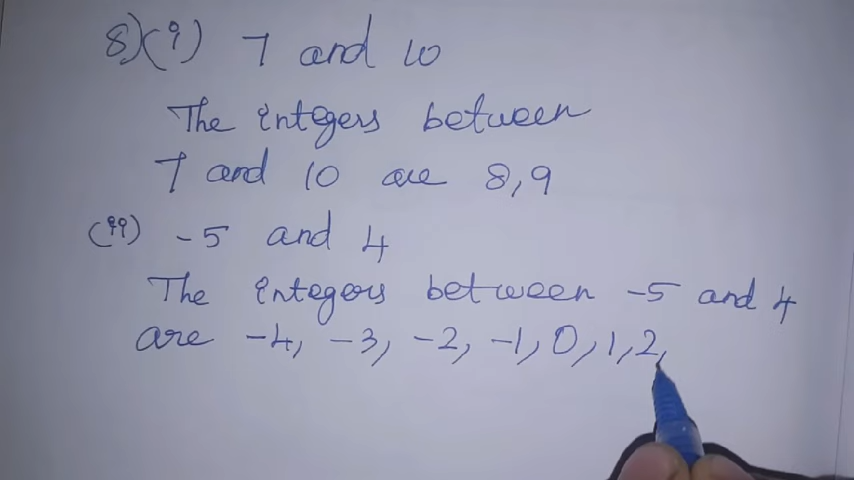 8)(i) 7 and 10
The integers between
7 and 10 are 8,9
(ii) -5 and 4
The integers between -5 and 4
are -4, -3, -2, -1, 0, 1, 2,